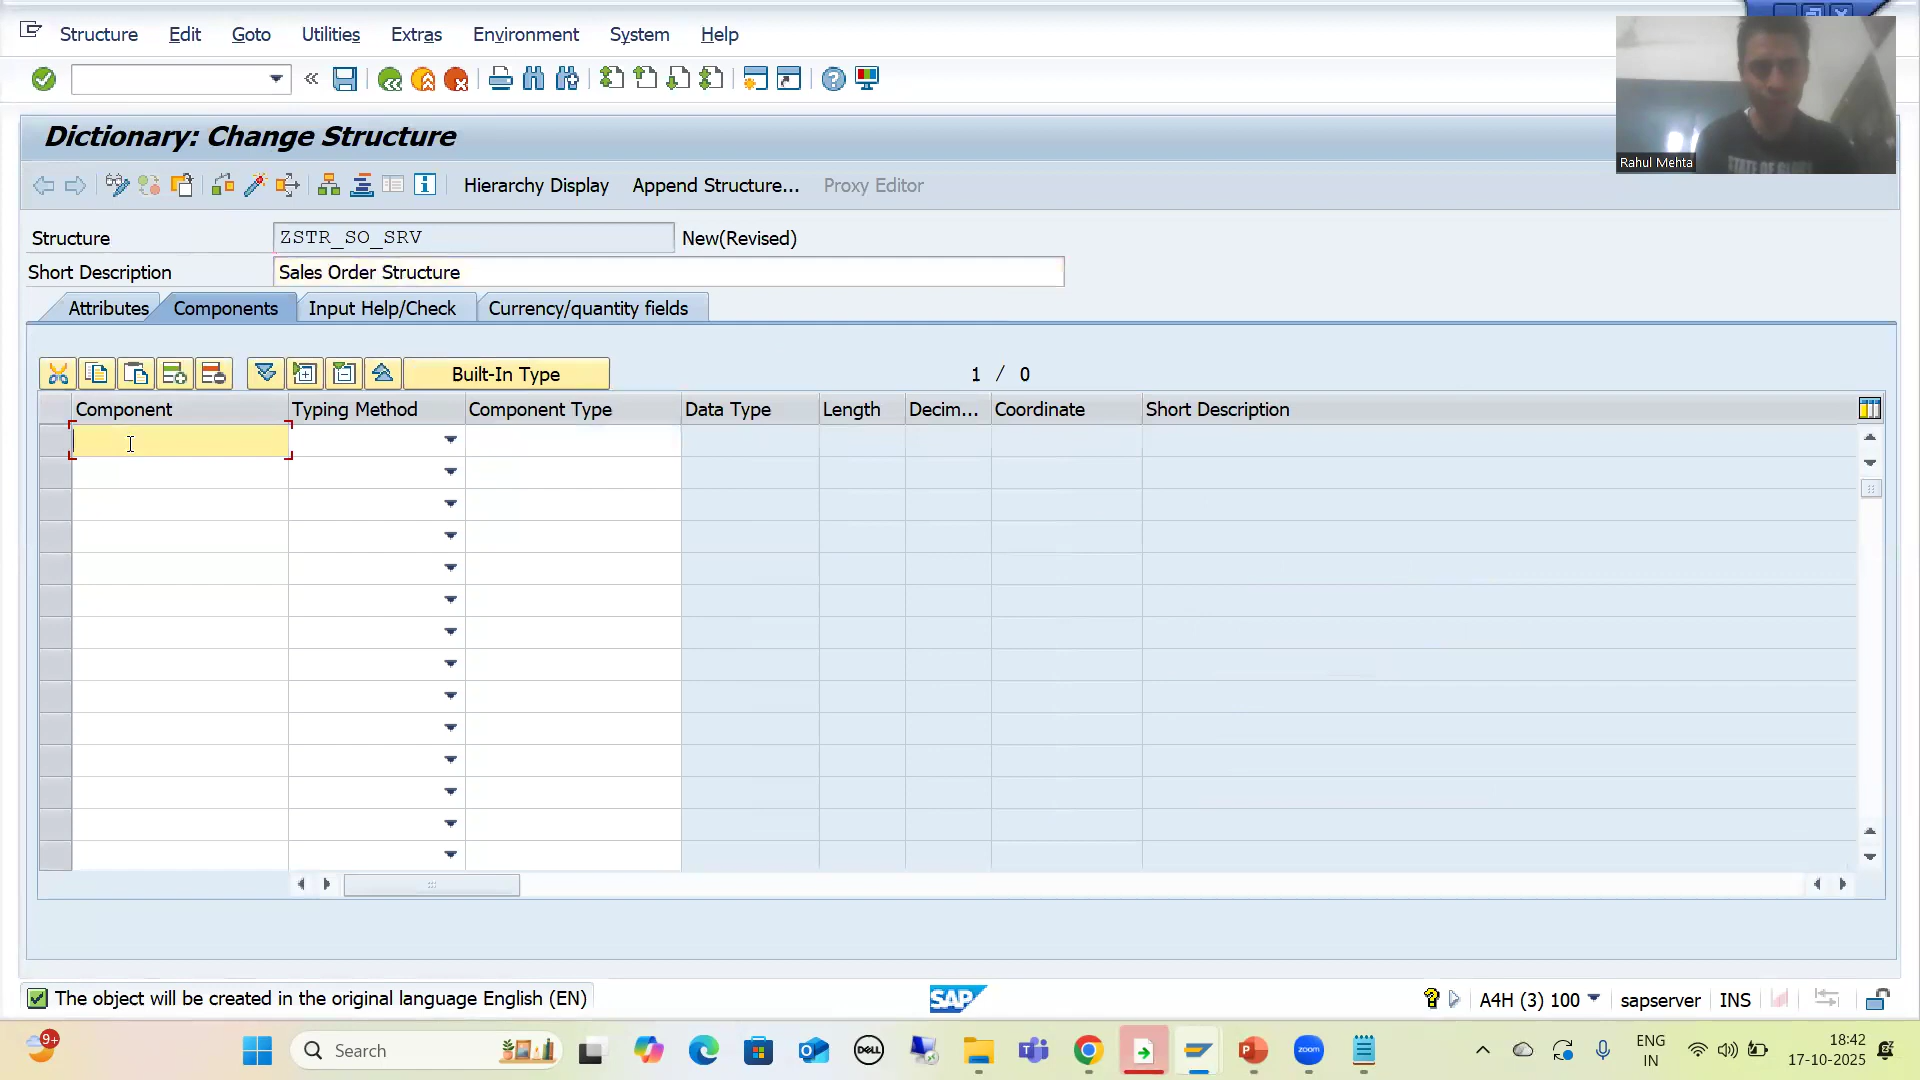 Structure Edit Goto Utilities Extras Environment System Help
Dictionary: Change Structure
Hierarchy Display Append Structure... Proxy Editor
Rahul Mehta
Structure ZSTR_SO_SRV New(Revised)
Short Description Sales Order Structure
Attributes Components Input Help/Check Currency/quantity fields
Built-In Type 1 / 0
Component Typing Method Component Type Data Type Length Decim... Coordinate Short Description
The object will be created in the original language English (EN)
SAP
A4H (3) 100 sapserver INS
9+
Search
DELL
zoom
ENG
IN
18:42
17-10-2025